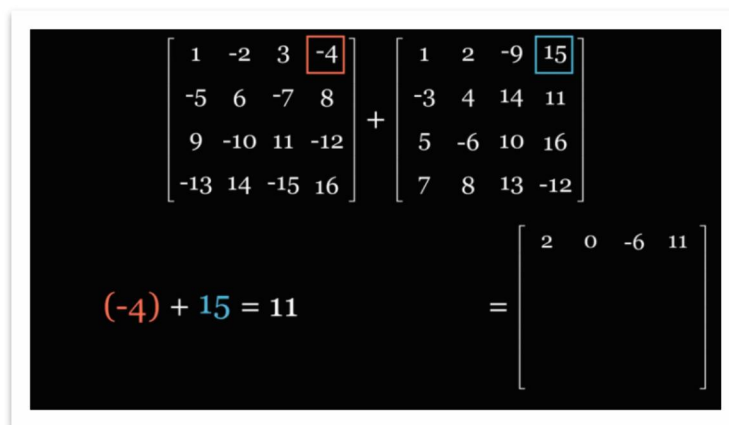 1 -2 3 -4
-5 6 -7 8
9 -10 11 -12
-13 14 -15 16
+
1 2 -9 15
-3 4 14 11
5 -6 10 16
7 8 13 -12
(-4) + 15 = 11
=
2 0 -6 11